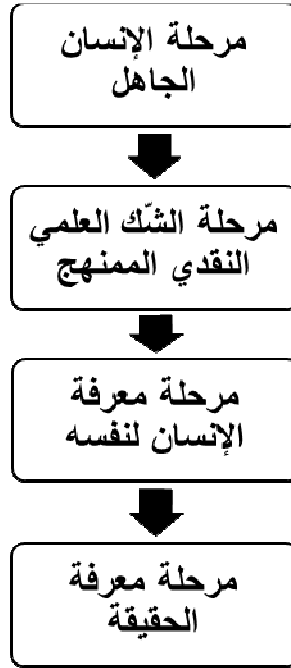 مرحلة الإنسان
الجاهل
مرحلة الشّك العلمي
النقدي الممنهج
مرحلة معرفة
الإنسان لنفسه
مرحلة معرفة
الحقيقة